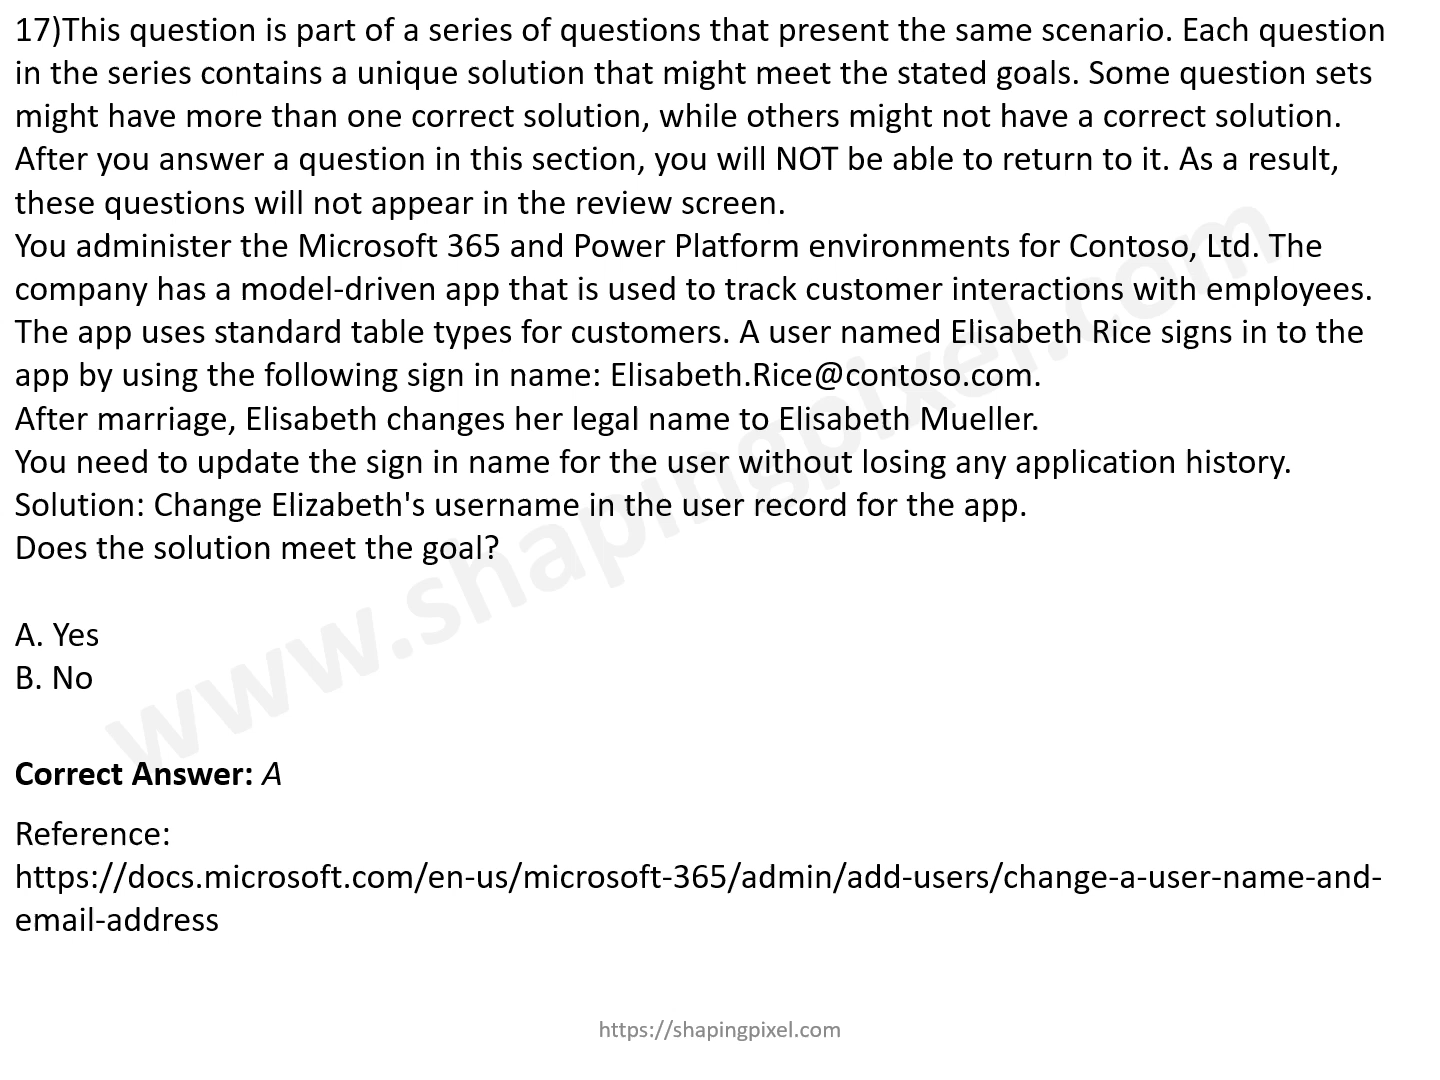 17)This question is part of a series of questions that present the same scenario. Each question
in the series contains a unique solution that might meet the stated goals. Some question sets
might have more than one correct solution, while others might not have a correct solution.
After you answer a question in this section, you will NOT be able to return to it. As a result,
these questions will not appear in the review screen.
You administer the Microsoft 365 and Power Platform environments for Contoso, Ltd. The
company has a model-driven app that is used to track customer interactions with employees.
The app uses standard table types for customers. A user named Elisabeth Rice signs in to the
app by using the following sign in name: Elisabeth.Rice@contoso.com.
After marriage, Elisabeth changes her legal name to Elisabeth Mueller.
You need to update the sign in name for the user without losing any application history.
Solution: Change Elizabeth's username in the user record for the app.
Does the solution meet the goal?
A. Yes
B. No
Correct Answer: A
Reference:
https://docs.microsoft.com/en-us/microsoft-365/admin/add-users/change-a-user-name-and-
email-address
www.shapingpixel.com
https://shapingpixel.com